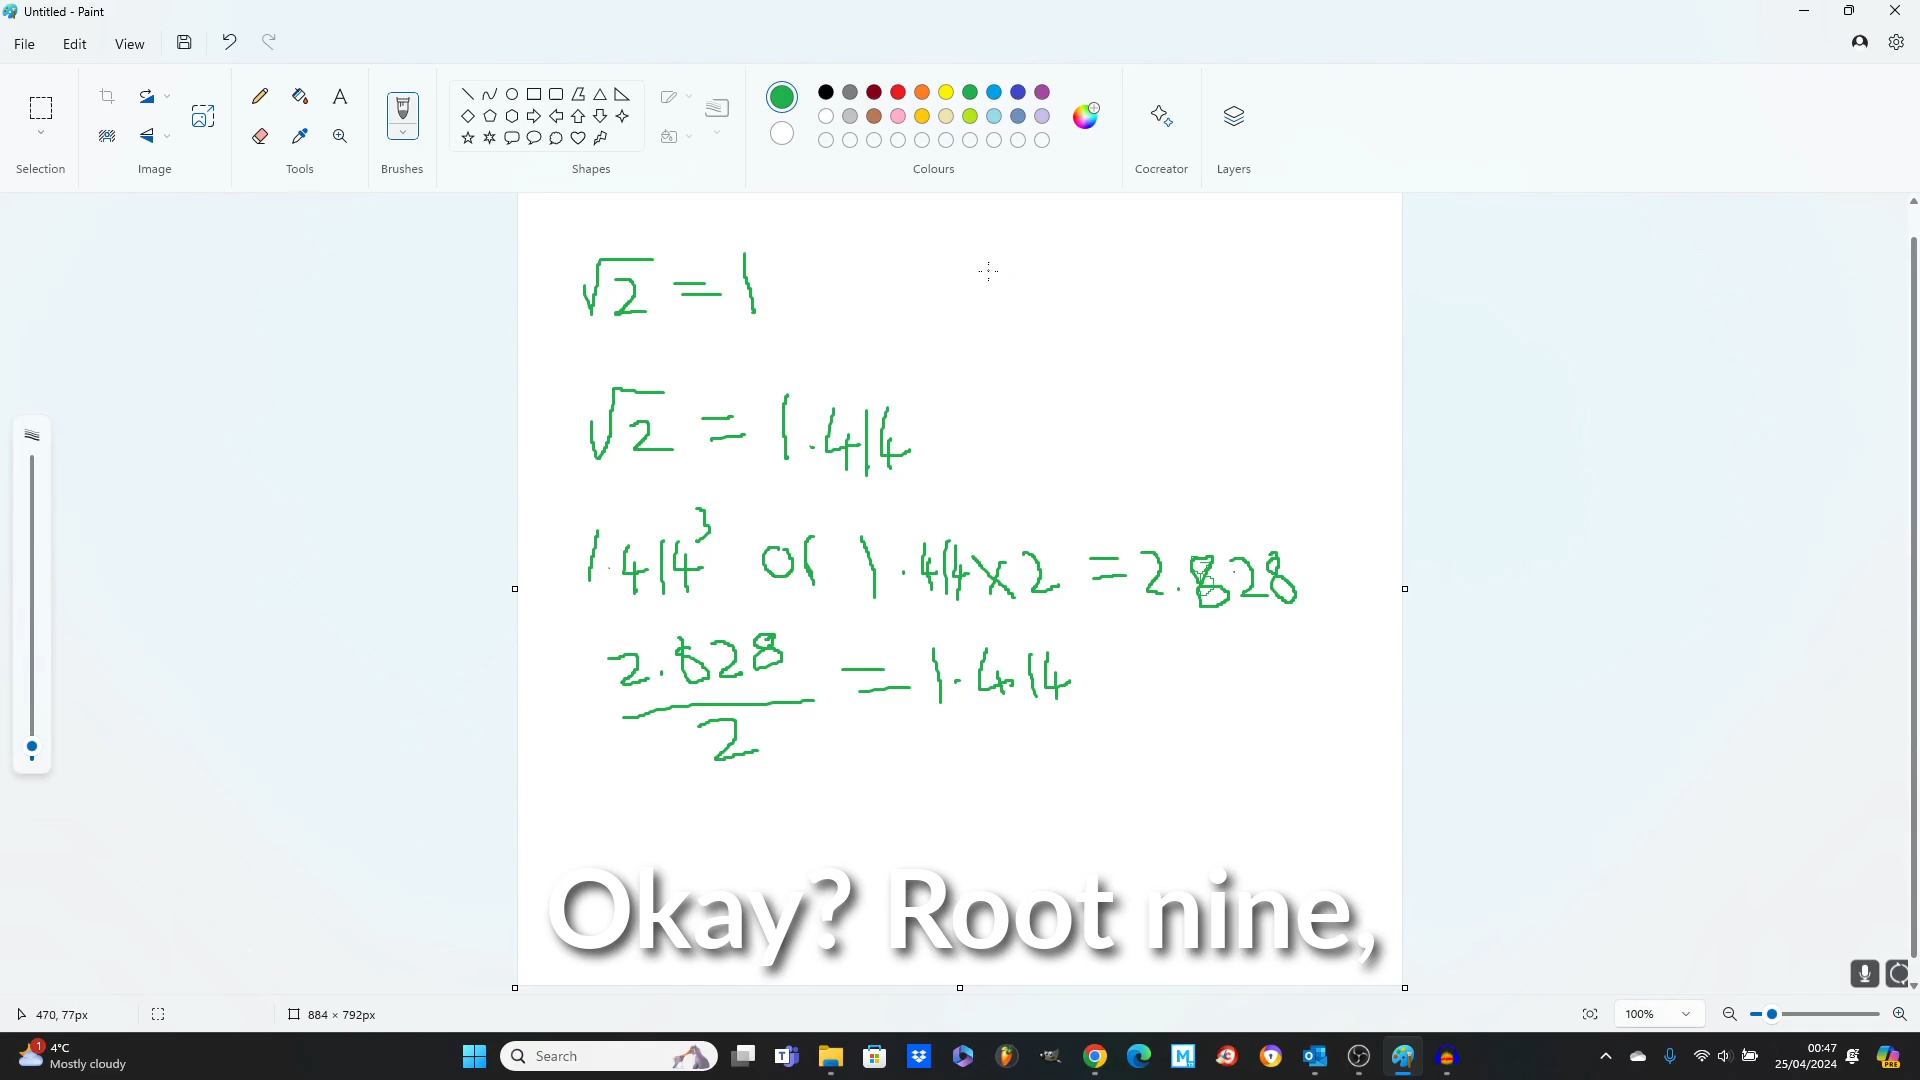 Untitled - Paint
File Edit View
Selection Image Tools Brushes Shapes Colours Cocreator Layers
√2 = 1
√2 = 1.414
1.414³ or 1.414×2 = 2.828
2.828
2
= 1.414
Okay? Root nine,
470, 77px
884 × 792px
100%
1
4°C
Mostly cloudy
Search
00:47
25/04/2024
PRE